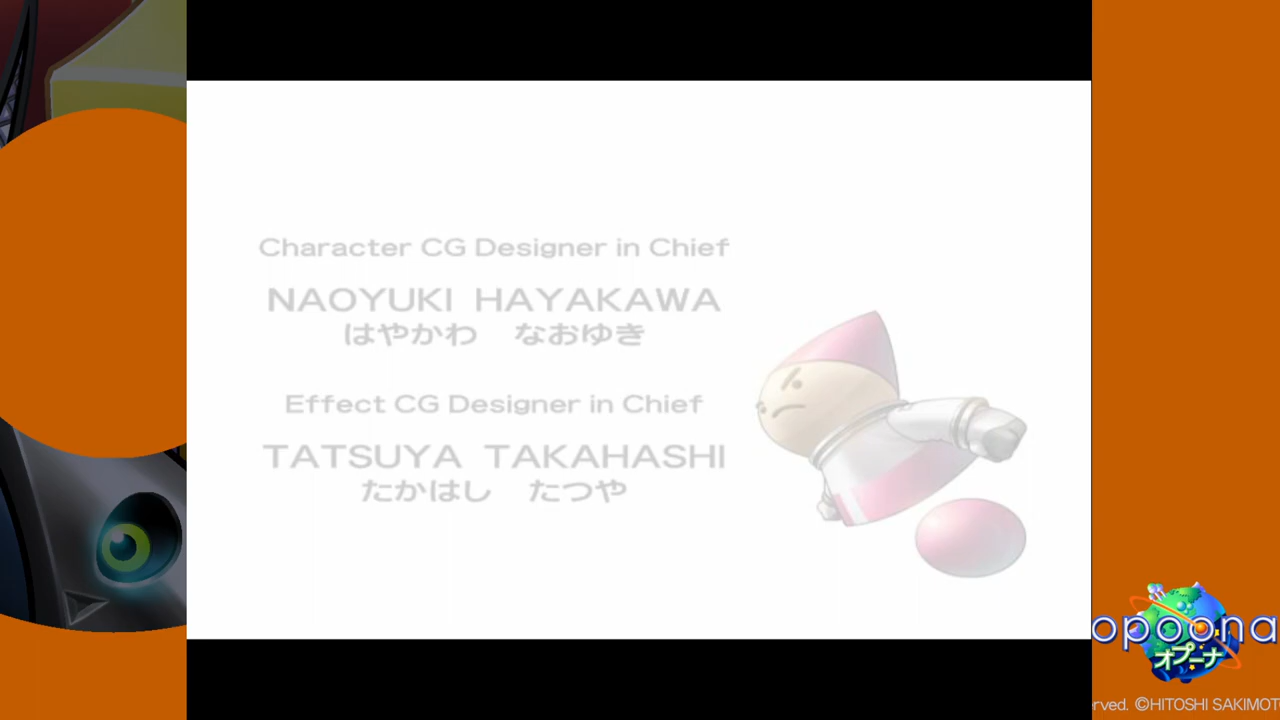 Character CG Designer in Chief
NAOYUKI HAYAKAWA
はやかわ なおゆき
Effect CG Designer in Chief
TATSUYA TAKAHASHI
たかはし たつや
opoona
オプーナ
rved. ©HITOSHI SAKIMOT